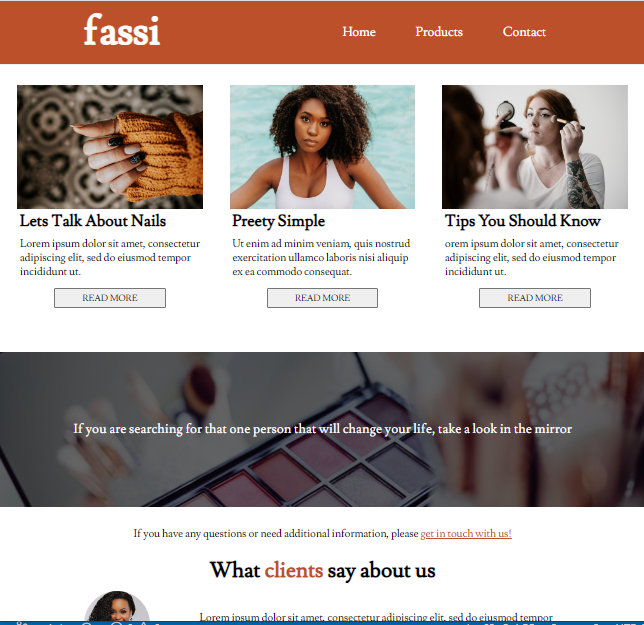 fassi
Home Products Contact
Lets Talk About Nails
Lorem ipsum dolor sit amet, consectetur
adipiscing elit, sed do eiusmod tempor
incididunt ut.
READ MORE
Preety Simple
Ut enim ad minim veniam, quis nostrud
exercitation ullamco laboris nisi aliquip
ex ea commodo consequat.
READ MORE
Tips You Should Know
orem ipsum dolor sit amet, consectetur
adipiscing elit, sed do eiusmod tempor
incididunt ut.
READ MORE
If you are searching for that one person that will change your life, take a look in the mirror
If you have any questions or need additional information, please get in touch with us!
What clients say about us
Lorem ipsum dolor sit amet, consectetur adipiscing elit, sed do eiusmod tempor